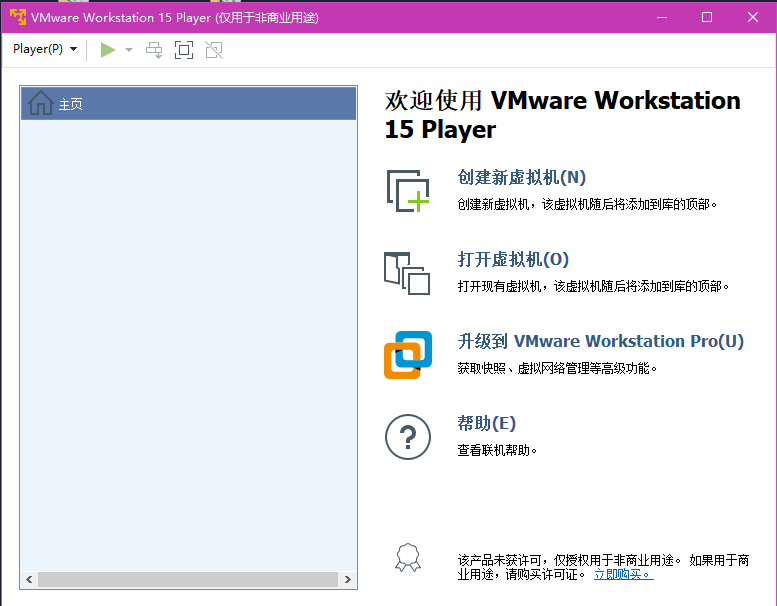 VMware Workstation 15 Player (仅用于非商业用途)
Player(P)
主页
欢迎使用 VMware Workstation
15 Player
创建新虚拟机(N)
创建新虚拟机，该虚拟机随后将添加到库的顶部。
打开虚拟机(O)
打开现有虚拟机，该虚拟机随后将添加到库的顶部。
升级到 VMware Workstation Pro(U)
获取快照、虚拟网络管理等高级功能。
帮助(E)
查看联机帮助。
该产品未获许可，仅授权用于非商业用途。 如果用于商
业用途，请购买许可证。 立即购买。